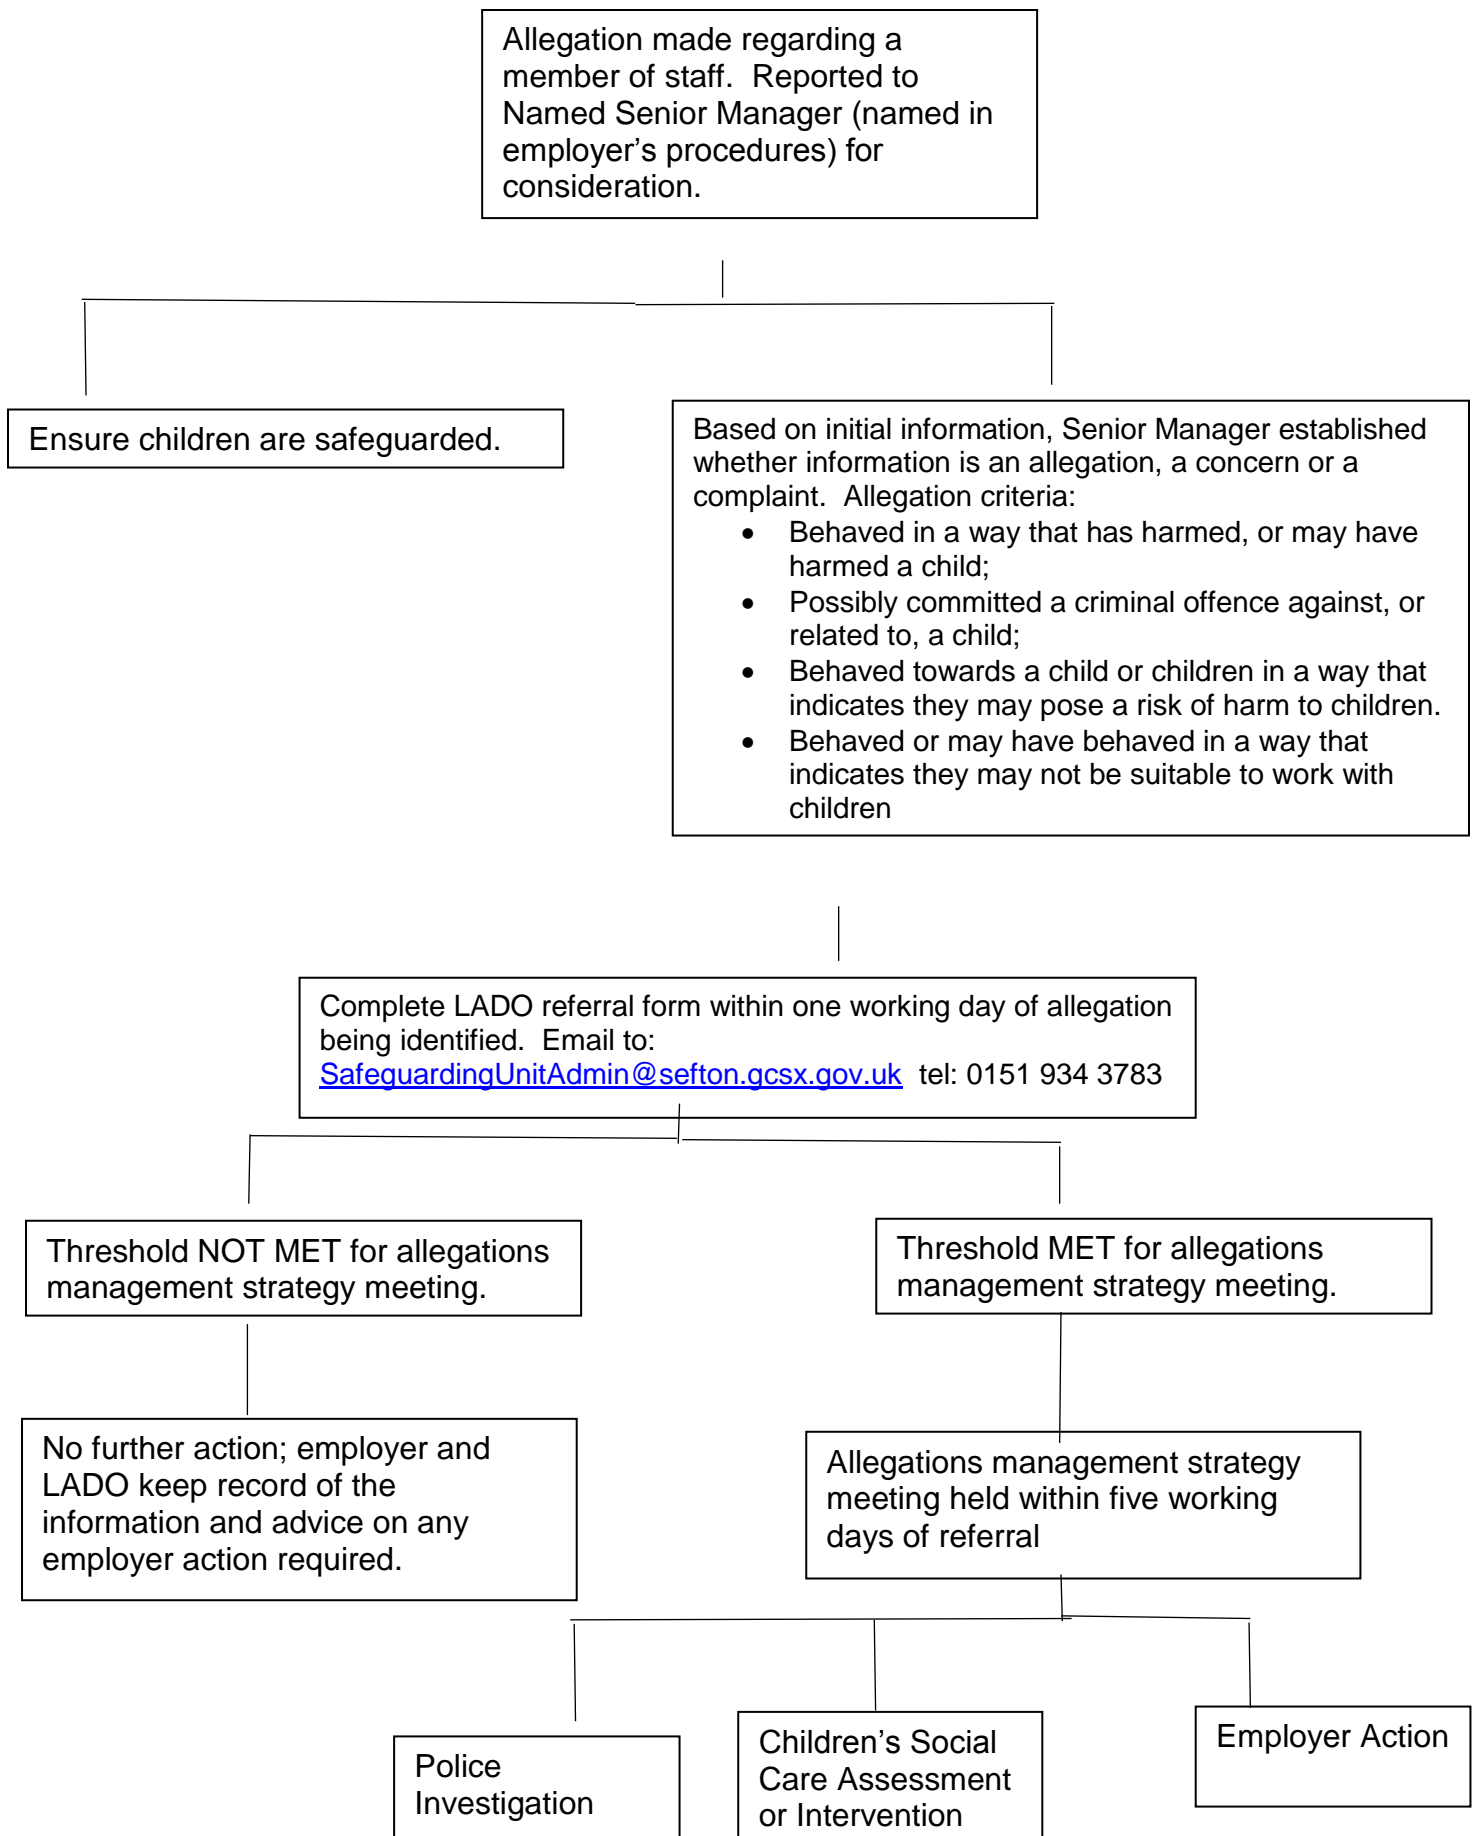 Allegation made regarding a
member of staff.  Reported to
Named Senior Manager (named in
employer’s procedures) for
consideration.
Ensure children are safeguarded.
Based on initial information, Senior Manager established
whether information is an allegation, a concern or a
complaint.  Allegation criteria:
• Behaved in a way that has harmed, or may have
harmed a child;
• Possibly committed a criminal offence against, or
related to, a child;
• Behaved towards a child or children in a way that
indicates they may pose a risk of harm to children.
• Behaved or may have behaved in a way that
indicates they may not be suitable to work with
children
Complete LADO referral form within one working day of allegation
being identified.  Email to:
SafeguardingUnitAdmin@sefton.gcsx.gov.uk  tel: 0151 934 3783
Threshold NOT MET for allegations
management strategy meeting.
Threshold MET for allegations
management strategy meeting.
No further action; employer and
LADO keep record of the
information and advice on any
employer action required.
Allegations management strategy
meeting held within five working
days of referral
Police
Investigation
Children’s Social
Care Assessment
or Intervention
Employer Action